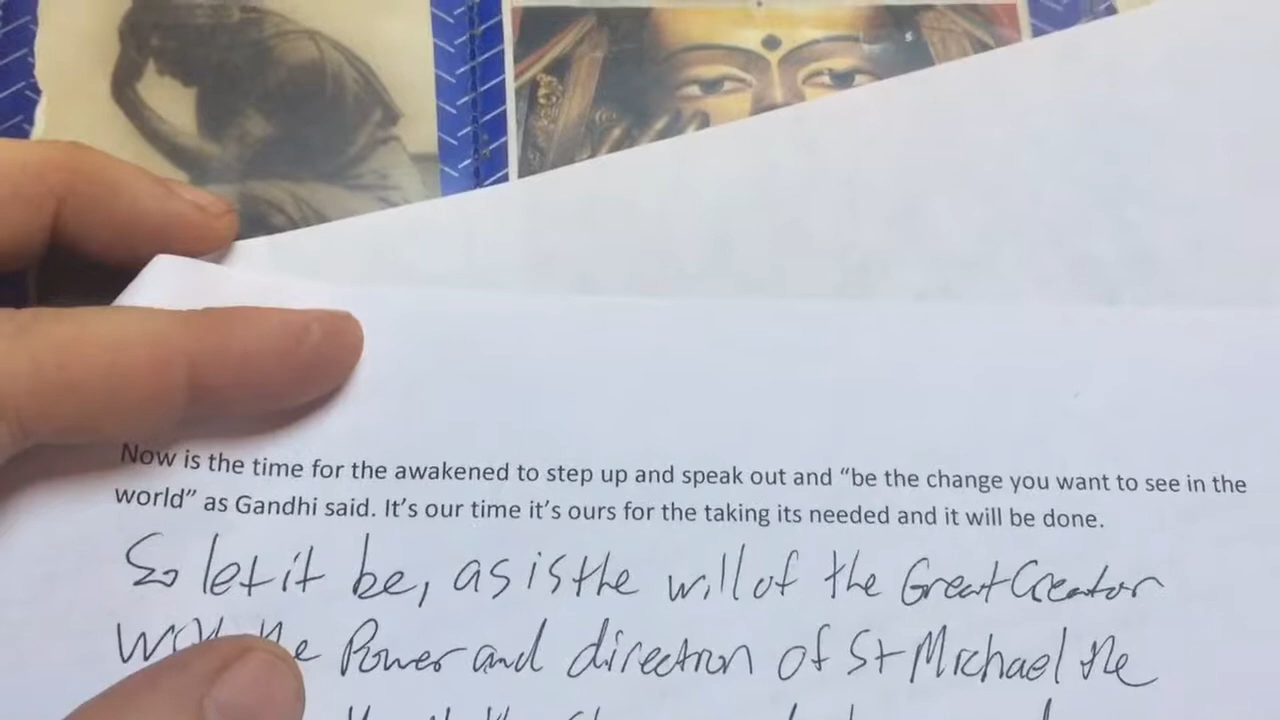 Now is the time for the awakened to step up and speak out and “be the change you want to see in the
world” as Gandhi said. It’s our time it’s ours for the taking its needed and it will be done.
So let it be, as is the will of the Great Creator
Power and direction of St Michael the